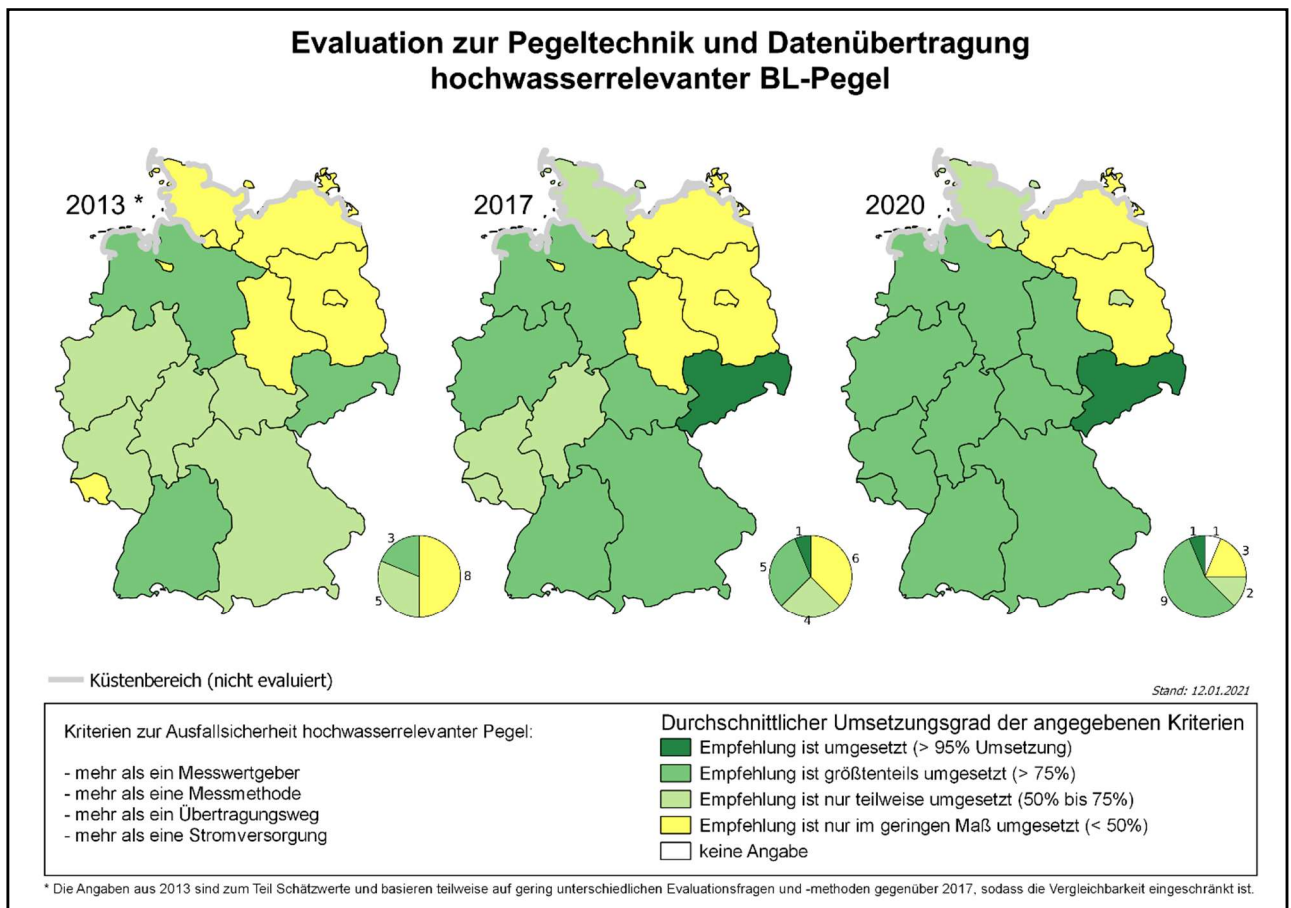 Evaluation zur Pegeltechnik und Datenübertragung
hochwasserrelevanter BL-Pegel
2013 *
2017
2020
3
8
5
1
6
5
4
1
1
3
2
9
Küstenbereich (nicht evaluiert)
Stand: 12.01.2021
Kriterien zur Ausfallsicherheit hochwasserrelevanter Pegel:
- mehr als ein Messwertgeber
- mehr als eine Messmethode
- mehr als ein Übertragungsweg
- mehr als eine Stromversorgung
Durchschnittlicher Umsetzungsgrad der angegebenen Kriterien
Empfehlung ist umgesetzt (> 95% Umsetzung)
Empfehlung ist größtenteils umgesetzt (> 75%)
Empfehlung ist nur teilweise umgesetzt (50% bis 75%)
Empfehlung ist nur im geringen Maß umgesetzt (< 50%)
keine Angabe
* Die Angaben aus 2013 sind zum Teil Schätzwerte und basieren teilweise auf gering unterschiedlichen Evaluationsfragen und -methoden gegenüber 2017, sodass die Vergleichbarkeit eingeschränkt ist.